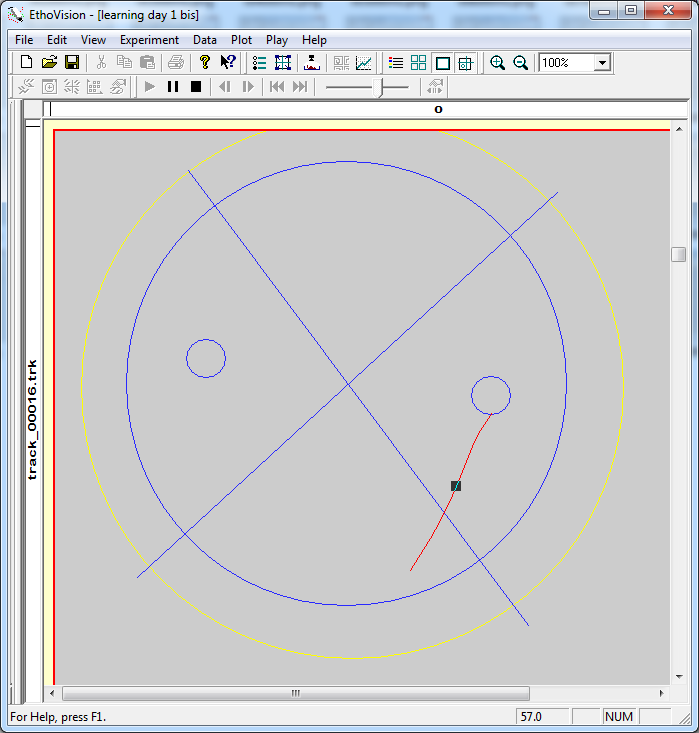 EthoVision - [learning day 1 bis]
File Edit View Experiment Data Plot Play Help
100%
O
track_00016.trk
For Help, press F1.
57.0
NUM